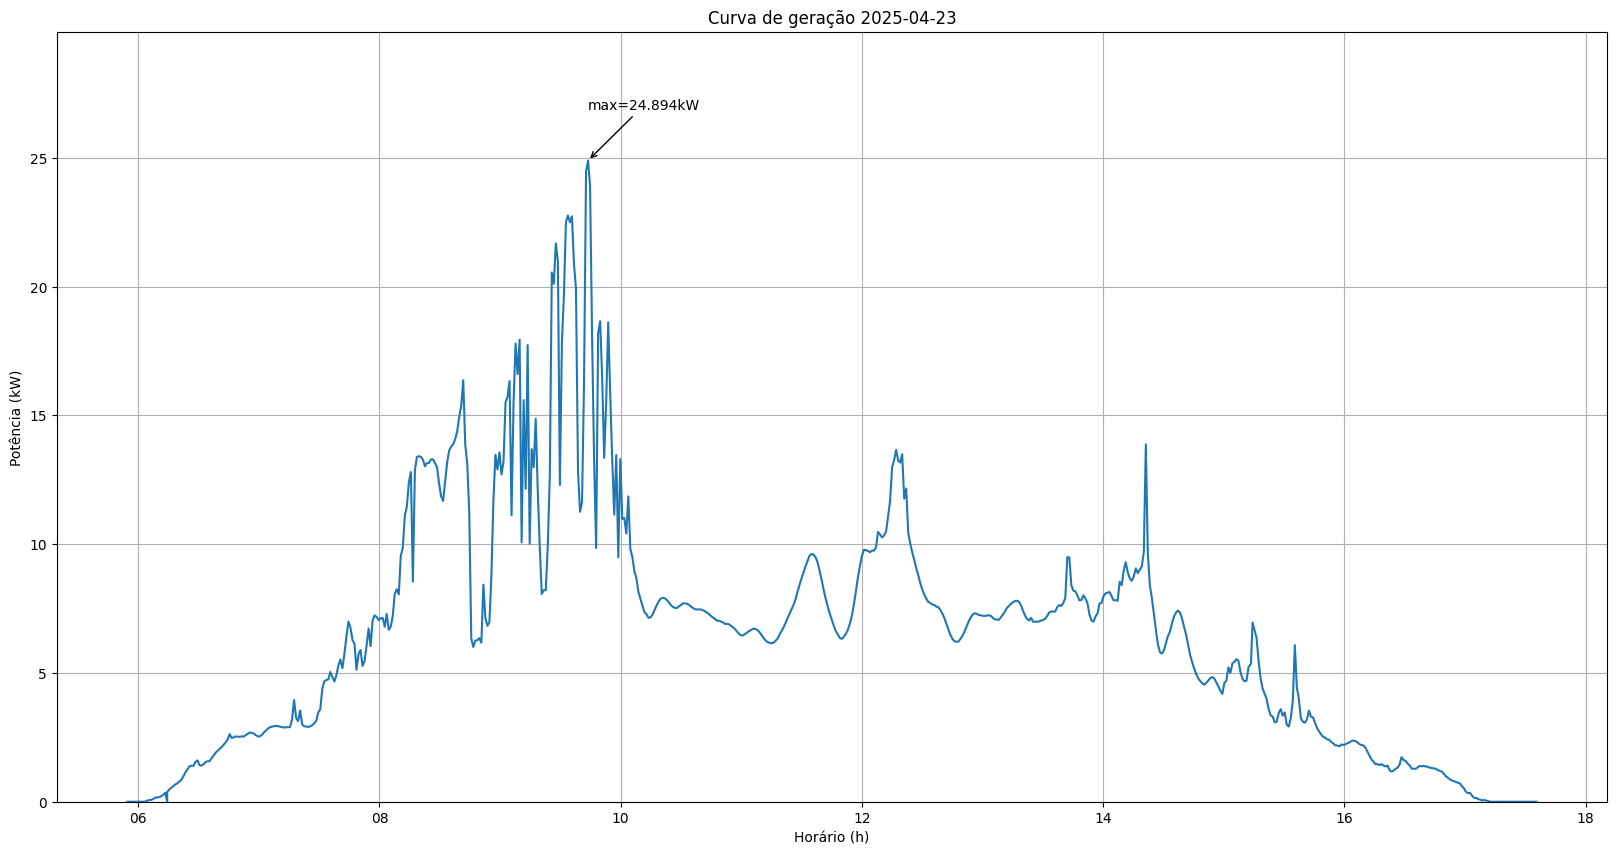 Curva de geração 2025-04-23
max=24.894kW
25
20
15
10
5
0
Potência (kW)
06 08 10 12 14 16 18
Horário (h)